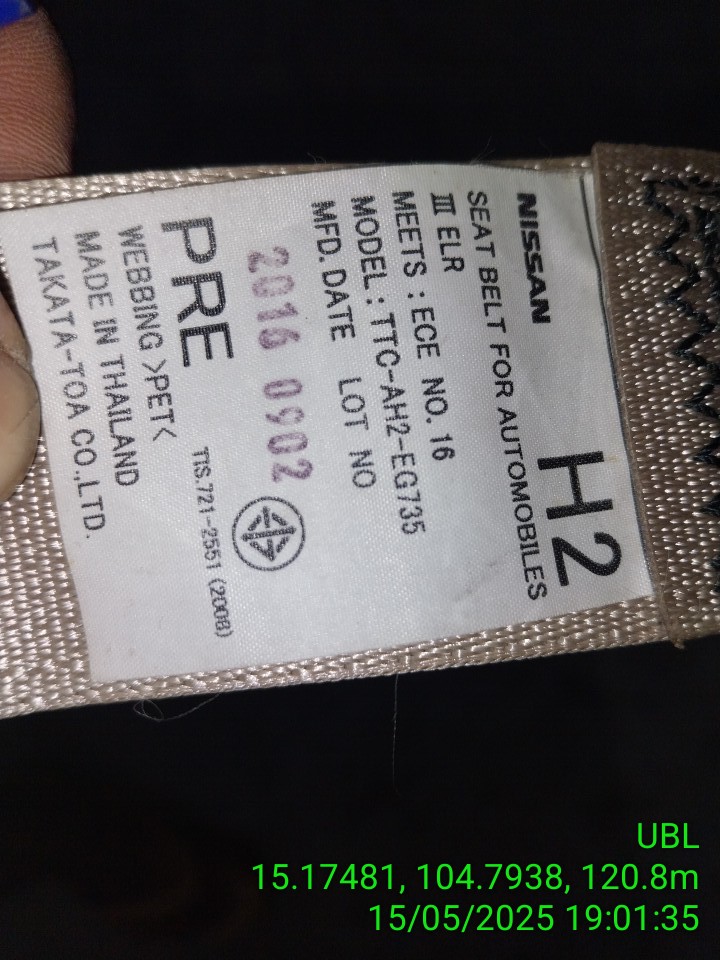 NISSAN
H2
SEAT BELT FOR AUTOMOBILES
III ELR
MEETS : ECE NO. 16
MODEL : TTC-AH2-EG735
MFD. DATE LOT NO
2016 0902
PRE
TIS.721-2551 (2008)
WEBBING >PET<
MADE IN THAILAND
TAKATA-TOA CO.,LTD.
UBL
15.17481, 104.7938, 120.8m
15/05/2025 19:01:35